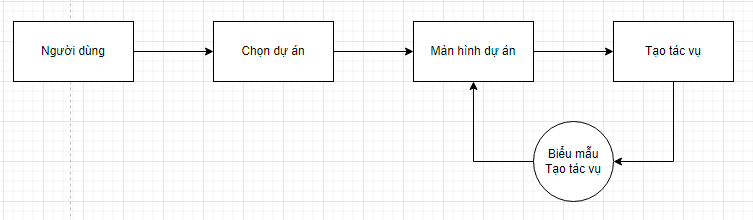 Người dùng
Chọn dự án
Màn hình dự án
Tạo tác vụ
Biểu mẫu
Tạo tác vụ